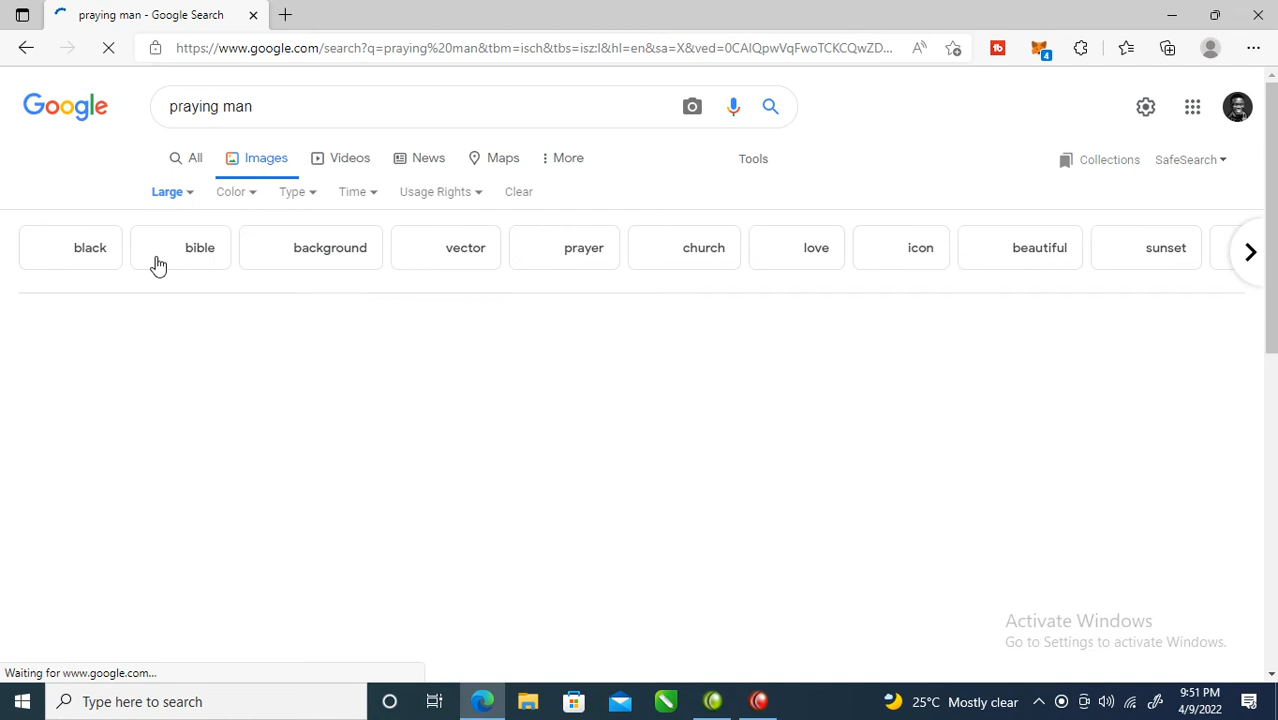 praying man - Google Search
https://www.google.com/search?q=praying%20man&tbm=isch&tbs=isz:l&hl=en&sa=X&ved=0CAIQpwVqFwoTCKCQwZD...
4
Google
praying man
All Images Videos News Maps More Tools
Collections SafeSearch
Large Color Type Time Usage Rights Clear
black bible background vector prayer church love icon beautiful sunset
Activate Windows
Go to Settings to activate Windows.
Waiting for www.google.com...
Type here to search
25°C Mostly clear
9:51 PM
4/9/2022